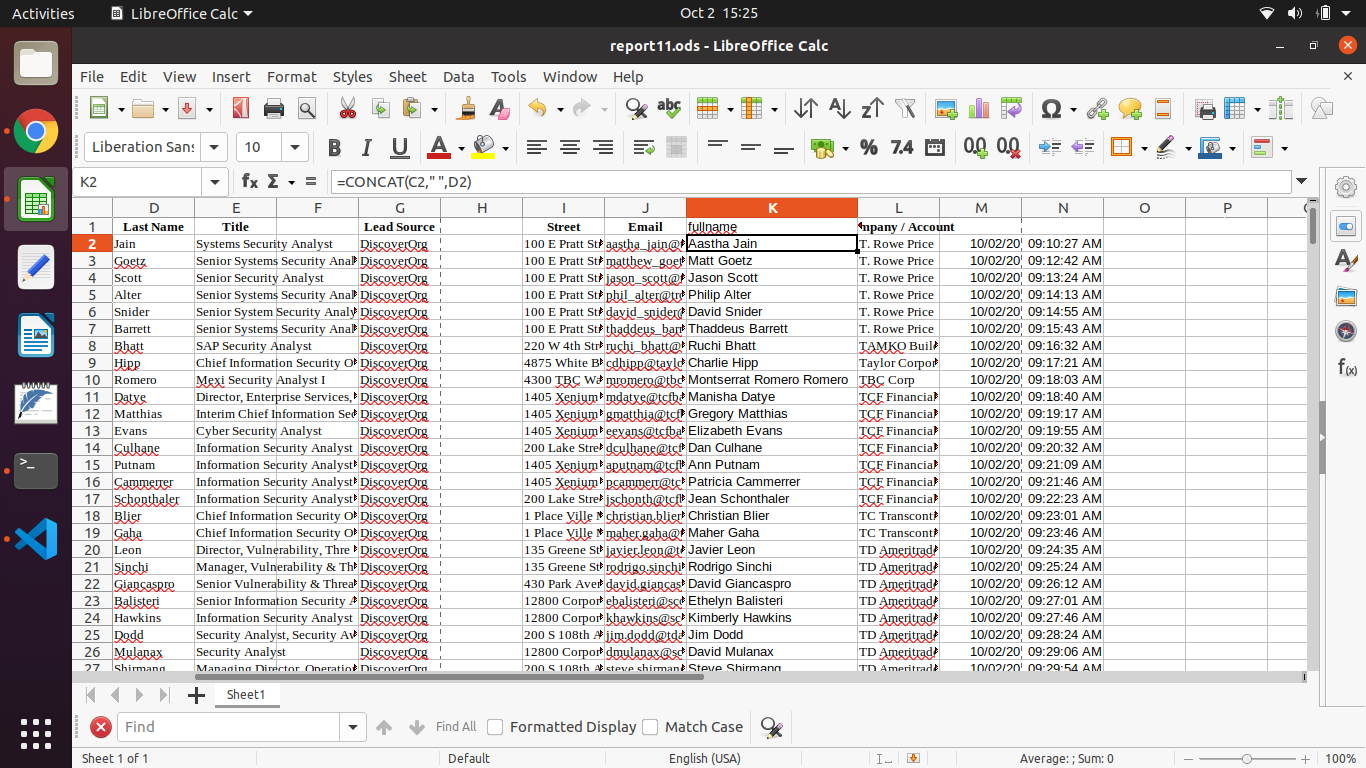 Activities LibreOffice Calc Oct 2 15:25
report11.ods - LibreOffice Calc
File Edit View Insert Format Styles Sheet Data Tools Window Help
Liberation Sans 10
K2 =CONCAT(C2," ",D2)
D E F G H I J K L M N O P
1 Last Name Title Lead Source Street Email fullname mpany / Account
2 Jain Systems Security Analyst DiscoverOrg 100 E Pratt Str aastha_jain@ Aastha Jain T. Rowe Price 10/02/20 09:10:27 AM
3 Goetz Senior Systems Security Anal DiscoverOrg 100 E Pratt Str matthew_goet Matt Goetz T. Rowe Price 10/02/20 09:12:42 AM
4 Scott Senior Security Analyst DiscoverOrg 100 E Pratt Str jason_scott@ Jason Scott T. Rowe Price 10/02/20 09:13:24 AM
5 Alter Senior Systems Security Anal DiscoverOrg 100 E Pratt Str phil_alter@tr Philip Alter T. Rowe Price 10/02/20 09:14:13 AM
6 Snider Senior System Security Analy DiscoverOrg 100 E Pratt Str david_snider@ David Snider T. Rowe Price 10/02/20 09:14:55 AM
7 Barrett Senior Systems Security Anal DiscoverOrg 100 E Pratt Str thaddeus_barr Thaddeus Barrett T. Rowe Price 10/02/20 09:15:43 AM
8 Bhatt SAP Security Analyst DiscoverOrg 220 W 4th Str ruchi_bhatt@ Ruchi Bhatt TAMKO Buil 10/02/20 09:16:32 AM
9 Hipp Chief Information Security O DiscoverOrg 4875 White B cdhipp@taylo Charlie Hipp Taylor Corpor 10/02/20 09:17:21 AM
10 Romero Mexi Security Analyst I DiscoverOrg 4300 TBC Wa mromero@tbc Montserrat Romero Romero TBC Corp 10/02/20 09:18:03 AM
11 Datye Director, Enterprise Services, DiscoverOrg 1405 Xenium mdatye@tcfba Manisha Datye TCF Financial 10/02/20 09:18:40 AM
12 Matthias Interim Chief Information Sec DiscoverOrg 1405 Xenium gmatthia@tcf Gregory Matthias TCF Financial 10/02/20 09:19:17 AM
13 Evans Cyber Security Analyst DiscoverOrg 1405 Xenium eevans@tcfba Elizabeth Evans TCF Financial 10/02/20 09:19:55 AM
14 Culhane Information Security Analyst DiscoverOrg 200 Lake Stre dculhane@tcf Dan Culhane TCF Financial 10/02/20 09:20:32 AM
15 Putnam Information Security Analyst DiscoverOrg 1405 Xenium aputnam@tcf Ann Putnam TCF Financial 10/02/20 09:21:09 AM
16 Cammerrer Information Security Analyst DiscoverOrg 1405 Xenium pcammerr@tc Patricia Cammerrer TCF Financial 10/02/20 09:21:46 AM
17 Schonthaler Information Security Analyst DiscoverOrg 200 Lake Stre jschonth@tcf Jean Schonthaler TCF Financial 10/02/20 09:22:23 AM
18 Blier Chief Information Security O DiscoverOrg 1 Place Ville christian.blier Christian Blier TC Transcont 10/02/20 09:23:01 AM
19 Gaha Chief Information Security O DiscoverOrg 1 Place Ville maher.gaha@ Maher Gaha TC Transcont 10/02/20 09:23:46 AM
20 Leon Director, Vulnerability, Thre DiscoverOrg 135 Greene St javier.leon@t Javier Leon TD Ameritrad 10/02/20 09:24:35 AM
21 Sinchi Manager, Vulnerability & Th DiscoverOrg 135 Greene St rodrigo.sinchi Rodrigo Sinchi TD Ameritrad 10/02/20 09:25:24 AM
22 Giancaspro Senior Vulnerability & Threa DiscoverOrg 430 Park Aver david.giancas David Giancaspro TD Ameritrad 10/02/20 09:26:12 AM
23 Balisteri Senior Information Security A DiscoverOrg 12800 Corpor ebalisteri@sc Ethelyn Balisteri TD Ameritrad 10/02/20 09:27:01 AM
24 Hawkins Information Security Analyst DiscoverOrg 12800 Corpor khawkins@sc Kimberly Hawkins TD Ameritrad 10/02/20 09:27:46 AM
25 Dodd Security Analyst, Security Av DiscoverOrg 200 S 108th A jim.dodd@tda Jim Dodd TD Ameritrad 10/02/20 09:28:24 AM
26 Mulanax Security Analyst DiscoverOrg 12800 Corpor dmulanax@sc David Mulanax TD Ameritrad 10/02/20 09:29:06 AM
27 Shirmang Managing Director, Operation DiscoverOrg 200 S 108th A steve.shirman Steve Shirmang TD Ameritrad 10/02/20 09:29:54 AM
Sheet1
Find Find All Formatted Display Match Case
Sheet 1 of 1 Default English (USA) Average: ; Sum: 0 100%